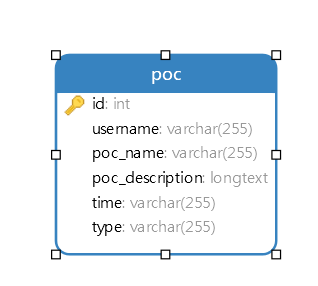 poc
id: int
username: varchar(255)
poc_name: varchar(255)
poc_description: longtext
time: varchar(255)
type: varchar(255)